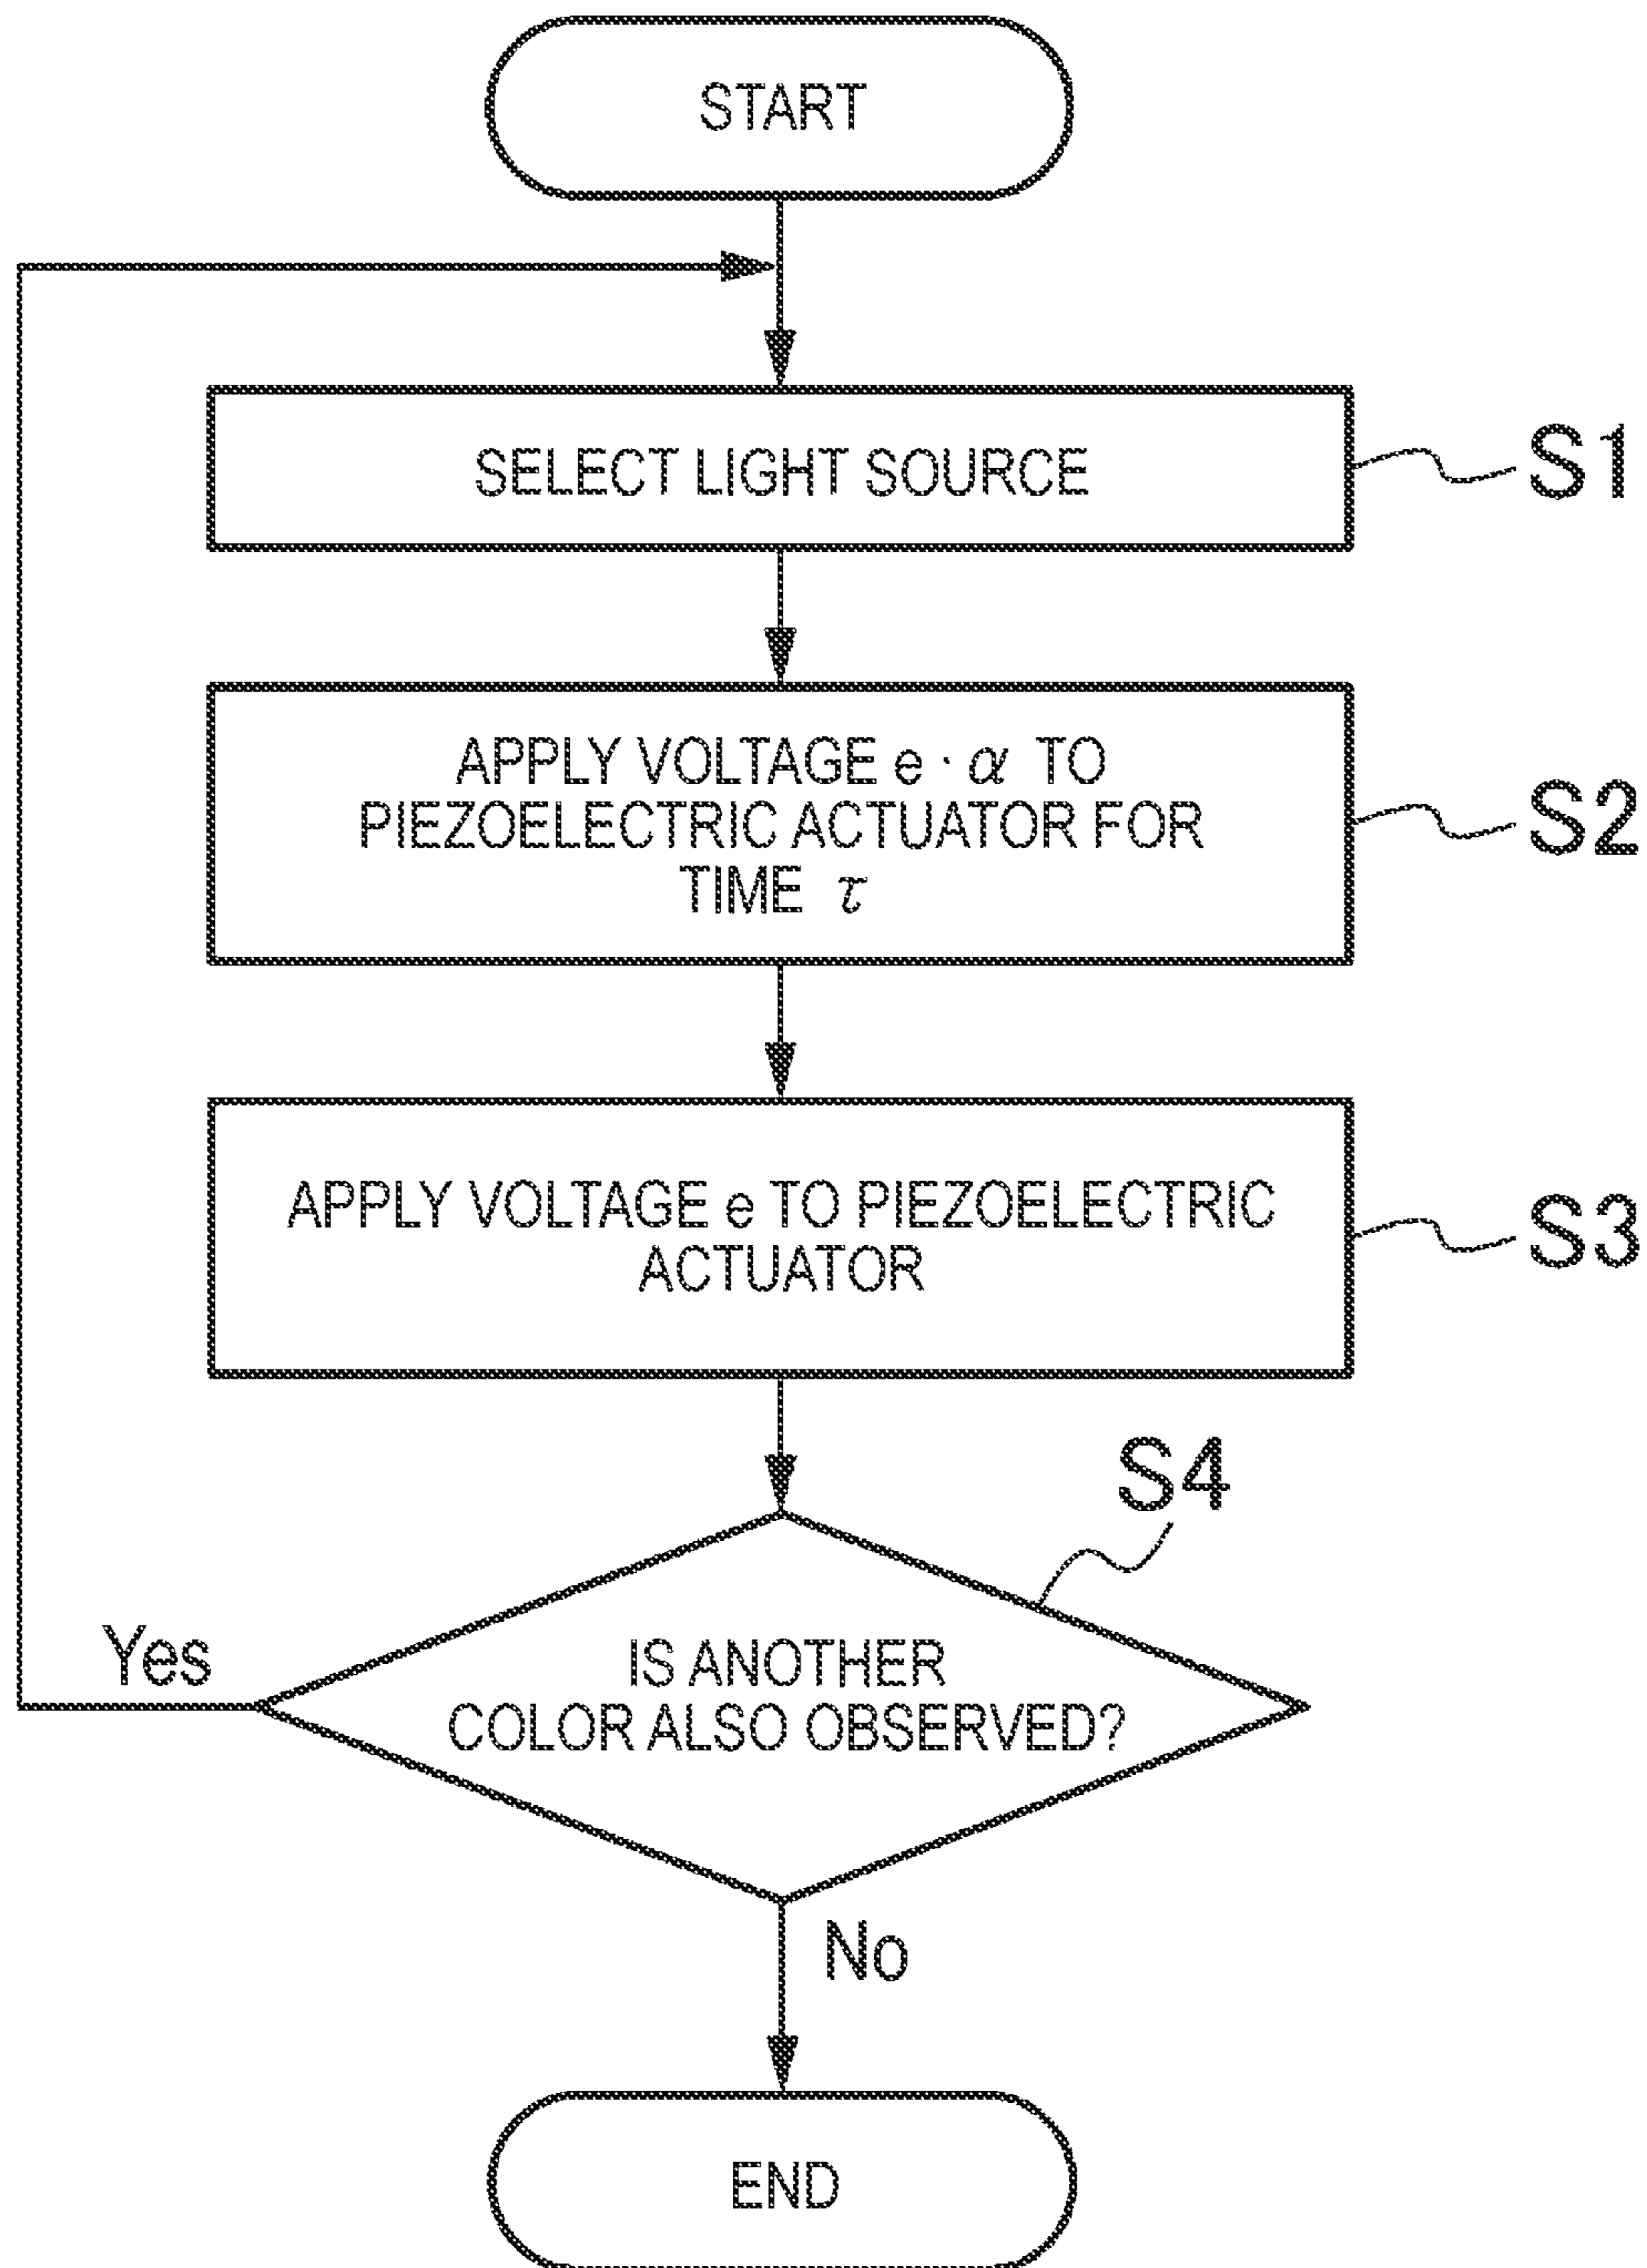 START
SELECT LIGHT SOURCE
S1
APPLY VOLTAGE e · α TO
PIEZOELECTRIC ACTUATOR FOR
TIME τ
S2
APPLY VOLTAGE e TO PIEZOELECTRIC
ACTUATOR
S3
S4
Yes
IS ANOTHER
COLOR ALSO OBSERVED?
No
END